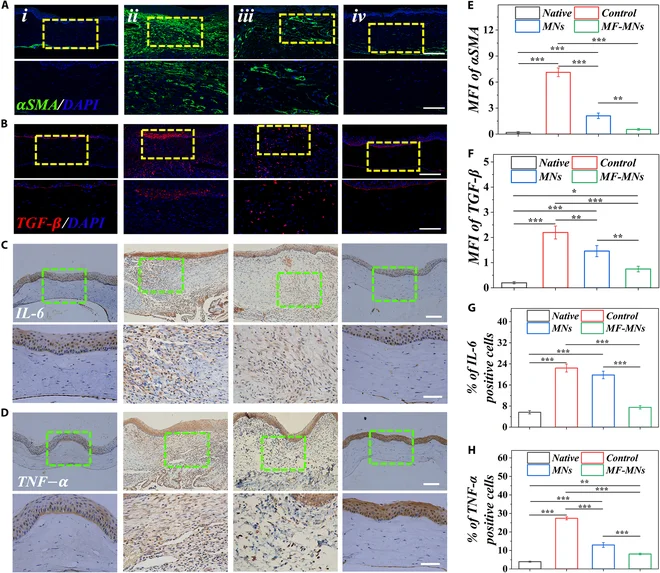 A
i
ii
iii
iv
αSMA/DAPI
B
TGF-β/DAPI
C
IL-6
D
TNF-α
E
Native
Control
MNs
MF-MNs
MFI of αSMA
12
9
6
3
0
***
***
***
***
**
F
Native
Control
MNs
MF-MNs
MFI of TGF-β
5
4
3
2
1
0
*
***
***
***
**
**
G
Native
Control
MNs
MF-MNs
% of IL-6
positive cells
40
32
24
16
8
0
***
***
***
***
H
Native
Control
MNs
MF-MNs
% of TNF-α
positive cells
60
50
40
30
20
10
0
**
***
***
***
***
***